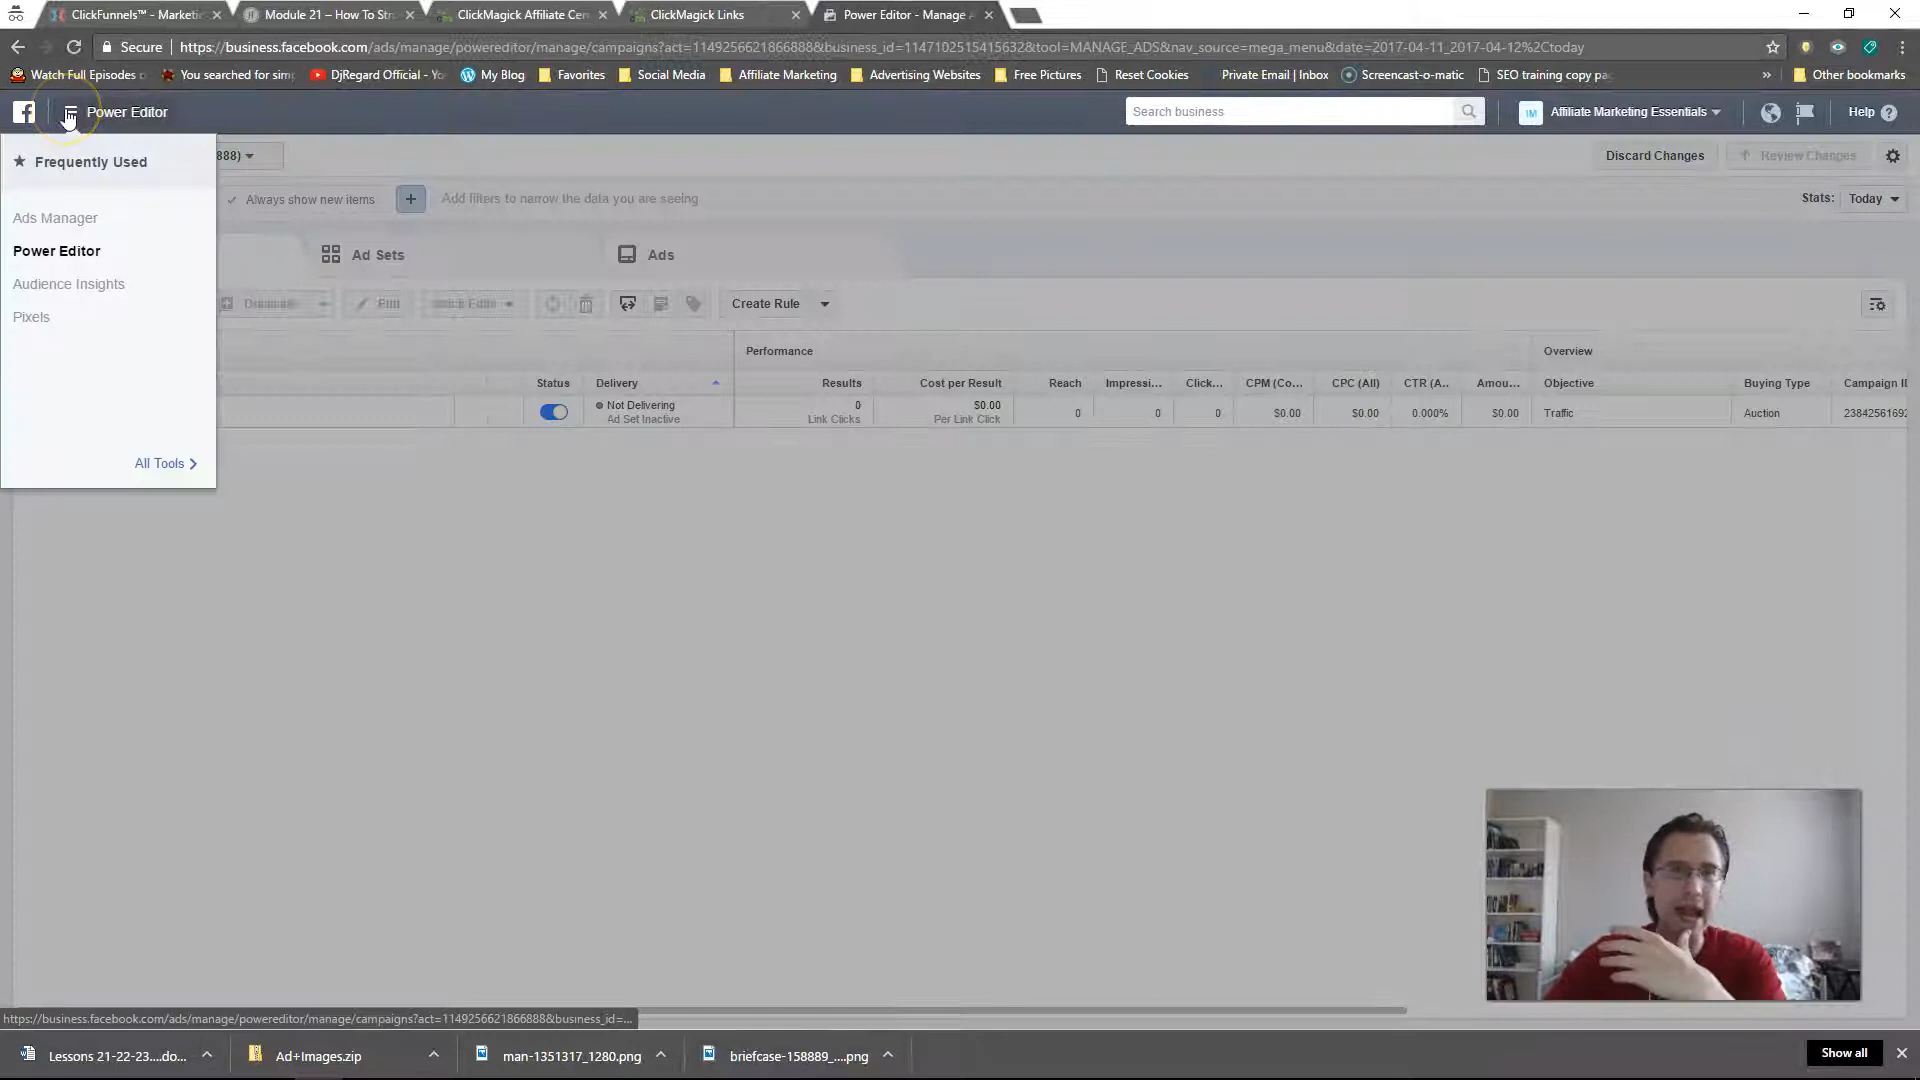 ClickFunnels™ - Marketi
Module 21 – How To Str
ClickMagick Affiliate Cen
ClickMagick Links
Power Editor - Manage A
Secure
https://business.facebook.com/ads/manage/powereditor/manage/campaigns?act=1149256621866888&business_id=1147102515415632&tool=MANAGE_ADS&nav_source=mega_menu&date=2017-04-11_2017-04-12%2Ctoday
Watch Full Episodes o
You searched for sim
DjRegard Official - Yo
My Blog
Favorites
Social Media
Affiliate Marketing
Advertising Websites
Free Pictures
Reset Cookies
Private Email | Inbox
Screencast-o-matic
SEO training copy pa
»
Other bookmarks
Power Editor
Search business
IM
Affiliate Marketing Essentials
Help
Frequently Used
888)
Discard Changes
Review Changes
Always show new items
+
Add filters to narrow the data you are seeing
Stats:
Today
Ads Manager
Power Editor
Audience Insights
Pixels
All Tools
Ad Sets
Ads
Edit
Create Rule
Performance
Overview
Status
Delivery
Results
Cost per Result
Reach
Impressi...
Click...
CPM (Co...
CPC (All)
CTR (A...
Amou...
Objective
Buying Type
Campaign ID
Not Delivering
Ad Set Inactive
0
Link Clicks
$0.00
Per Link Click
0
0
0
$0.00
$0.00
0.000%
$0.00
Traffic
Auction
23842561692
https://business.facebook.com/ads/manage/powereditor/manage/campaigns?act=1149256621866888&business_id=...
Lessons 21-22-23....do...
Ad+Images.zip
man-1351317_1280.png
briefcase-158889_....png
Show all